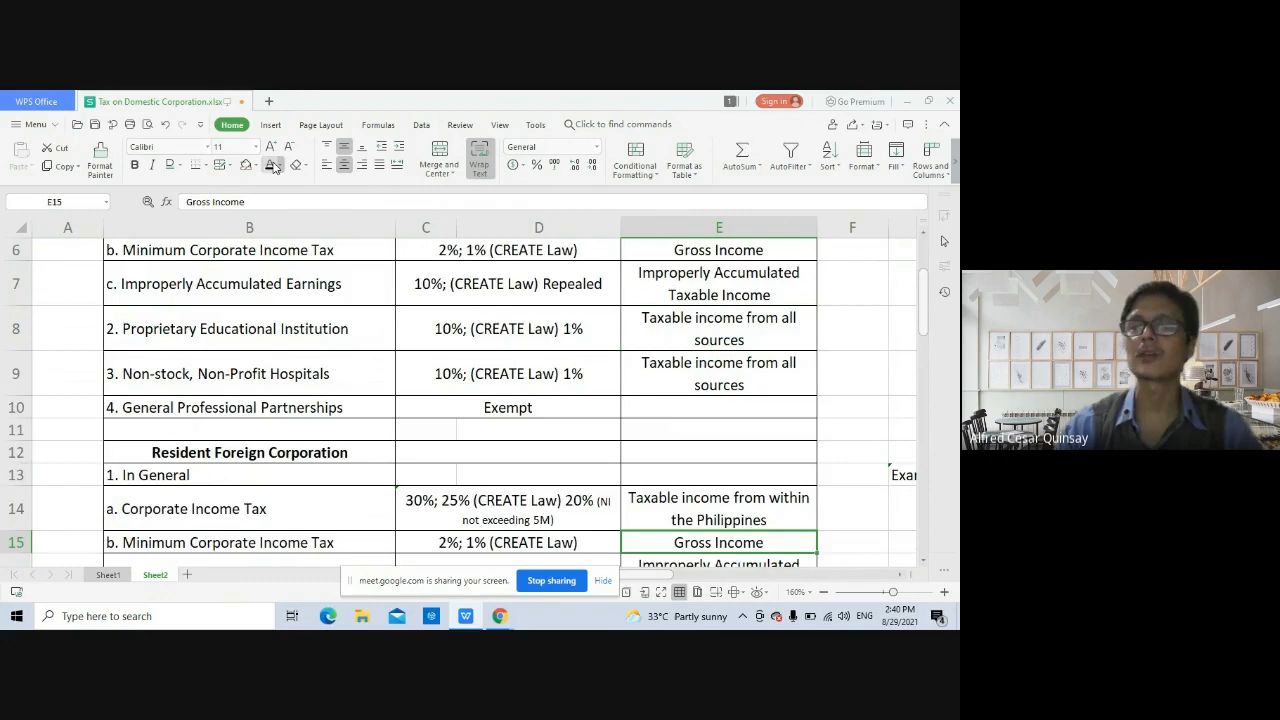 WPS Office
Tax on Domestic Corporation.xlsx
1
Sign in
Go Premium
Menu
Home
Insert
Page Layout
Formulas
Data
Review
View
Tools
Find commands
Paste
Cut
Copy
Format Painter
Calibri
11
Merge and Center
Wrap Text
General
Conditional Formatting
Format as Table
AutoSum
AutoFilter
Sort
Format
Fill
Rows and Columns
E15
fx
Gross Income
A B C D E F
6 b. Minimum Corporate Income Tax 2%; 1% (CREATE Law) Gross Income
7 c. Improperly Accumulated Earnings 10%; (CREATE Law) Repealed Improperly Accumulated
Taxable Income
8 2. Proprietary Educational Institution 10%; (CREATE Law) 1% Taxable income from all
sources
9 3. Non-stock, Non-Profit Hospitals 10%; (CREATE Law) 1% Taxable income from all
sources
10 4. General Professional Partnerships Exempt
11
12 Resident Foreign Corporation
13 1. In General Exar
14 a. Corporate Income Tax 30%; 25% (CREATE Law) 20% (NI
not exceeding 5M) Taxable income from within
the Philippines
15 b. Minimum Corporate Income Tax 2%; 1% (CREATE Law) Gross Income
Improperly Accumulated
Sheet1 Sheet2
meet.google.com is sharing your screen. Stop sharing Hide
160%
Type here to search
33°C Partly sunny
ENG
2:40 PM
8/29/2021
4
Alfred Cesar Quinsay